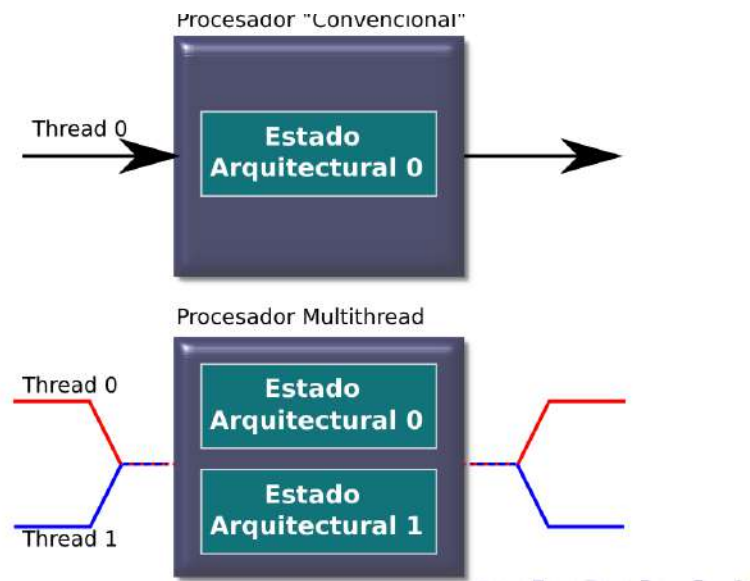 Procesador "Convencional"
Thread 0
Estado
Arquitectural 0
Procesador Multithread
Thread 0
Estado
Arquitectural 0
Estado
Arquitectural 1
Thread 1